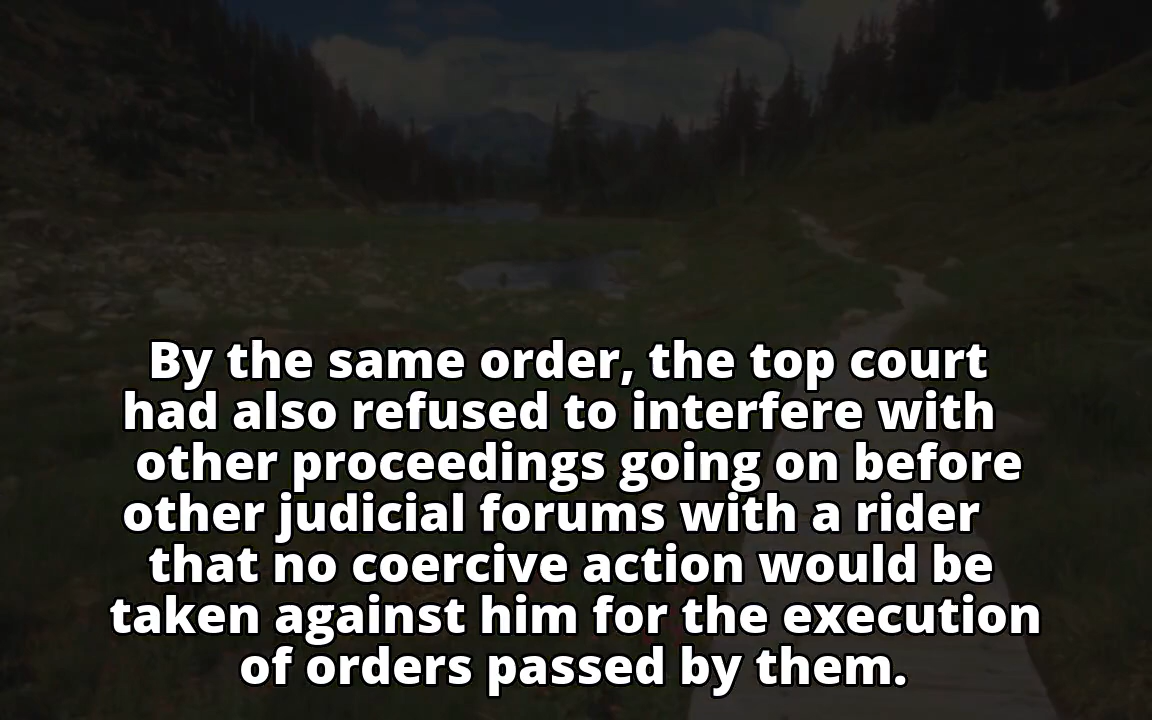 By the same order, the top court
had also refused to interfere with
other proceedings going on before
other judicial forums with a rider
that no coercive action would be
taken against him for the execution
of orders passed by them.